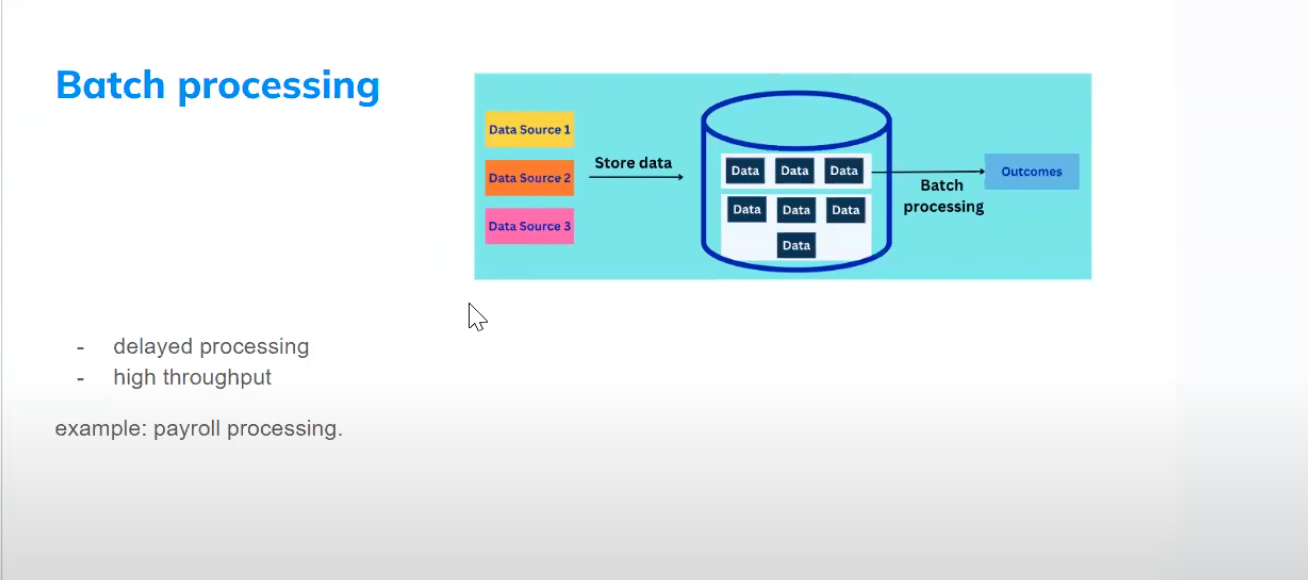 Batch processing
Data Source 1
Data Source 2
Data Source 3
Store data
Data Data Data
Data Data Data
Data
Batch
processing
Outcomes
- delayed processing
- high throughput
example: payroll processing.